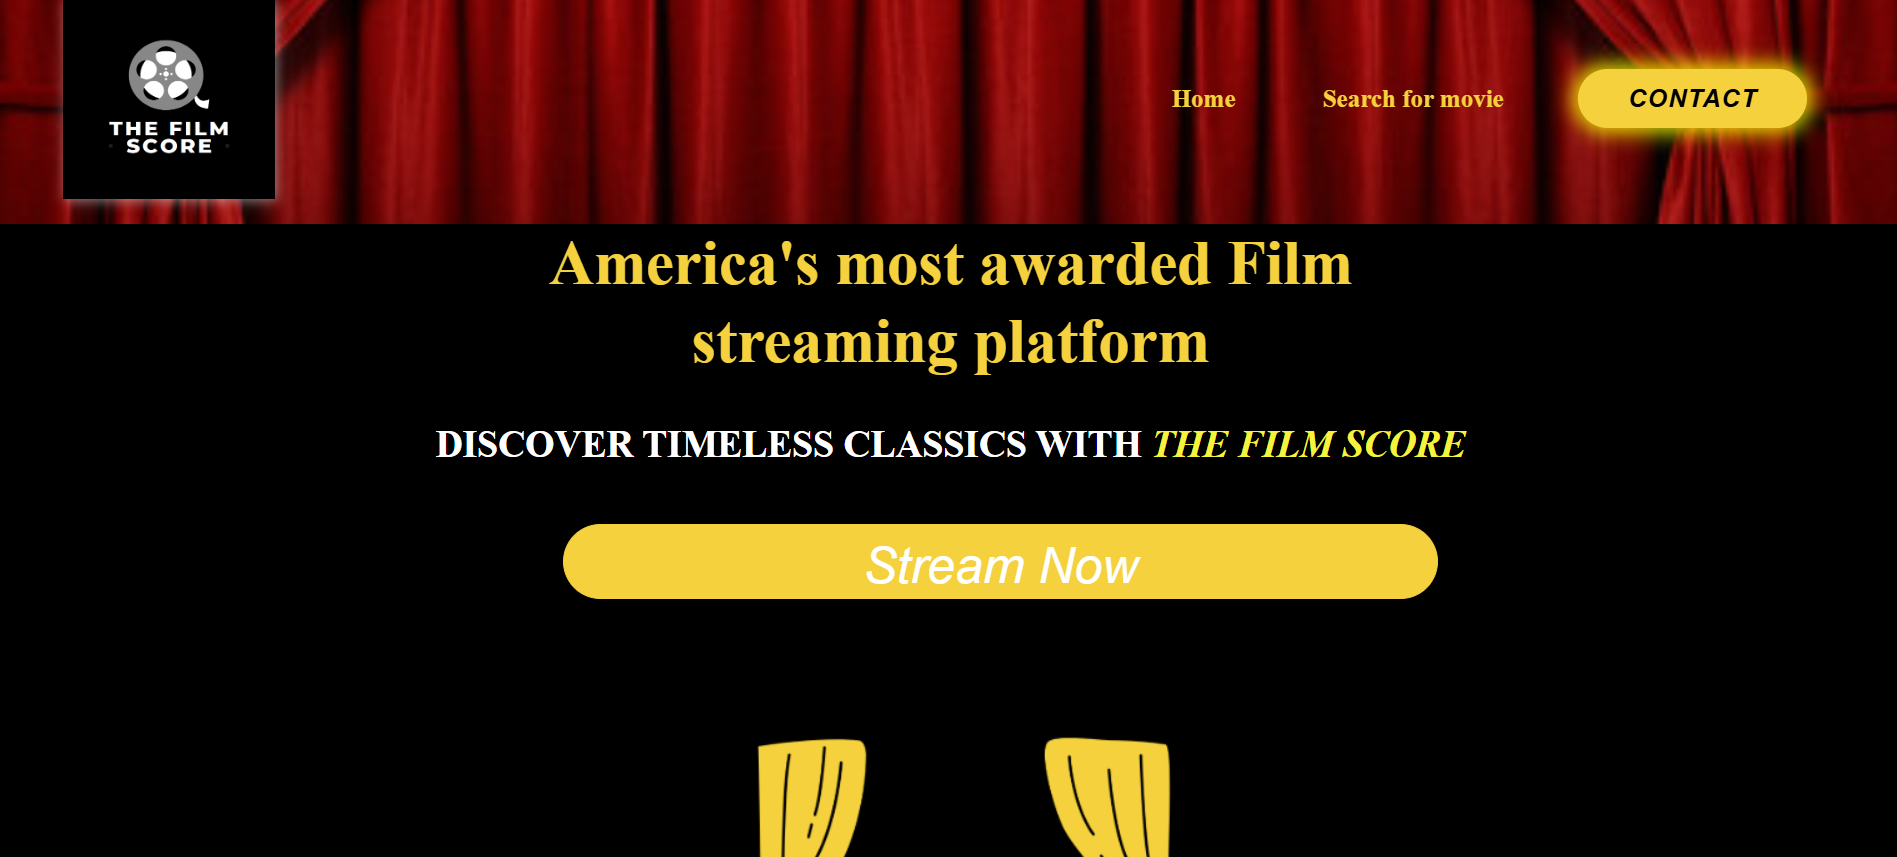 THE FILM
SCORE
Home
Search for movie
CONTACT
America's most awarded Film
streaming platform
DISCOVER TIMELESS CLASSICS WITH THE FILM SCORE
Stream Now